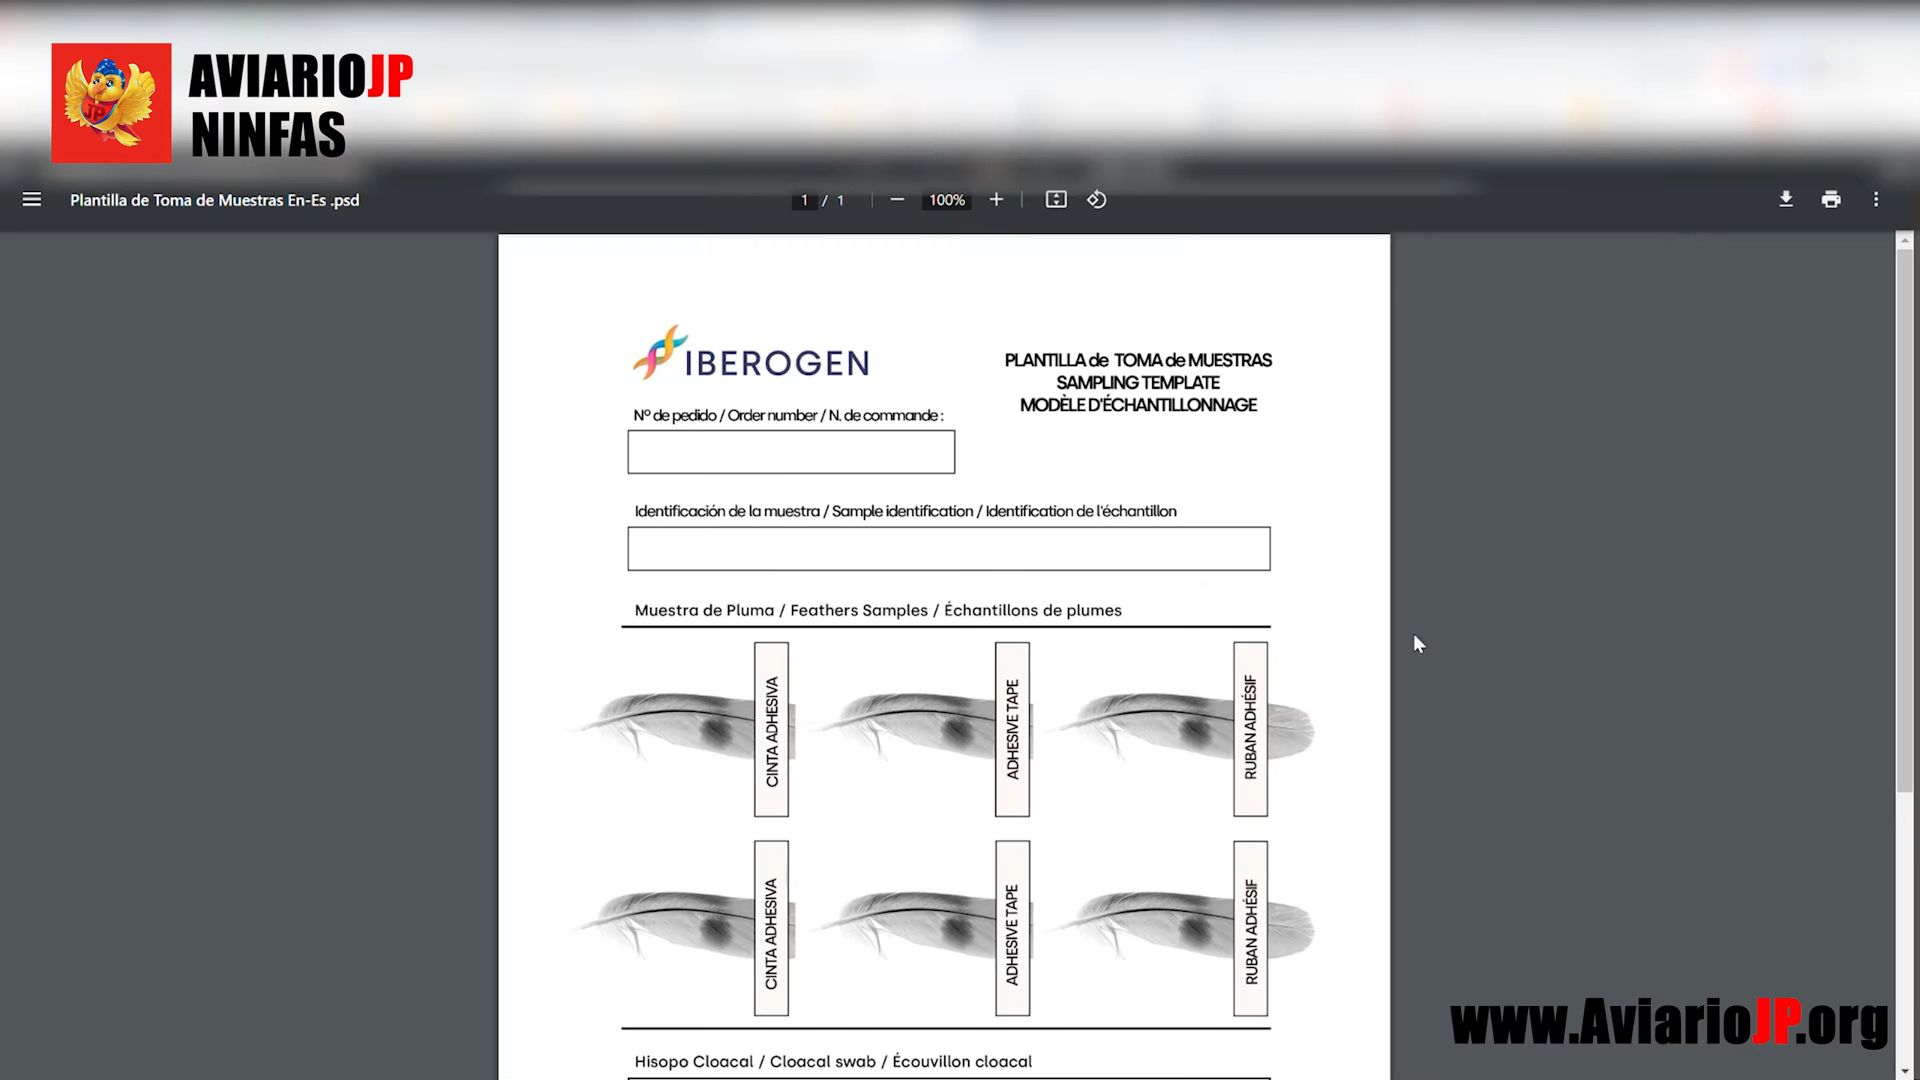 AVIARIOJP
NINFAS
JP
Plantilla de Toma de Muestras En-Es .psd
1 / 1
100%
IBEROGEN
PLANTILLA de TOMA de MUESTRAS
SAMPLING TEMPLATE
MODÈLE D'ÉCHANTILLONNAGE
Nº de pedido / Order number / N. de commande :
Identificación de la muestra / Sample identification / Identification de l'échantillon
Muestra de Pluma / Feathers Samples / Échantillons de plumes
CINTA ADHESIVA
ADHESIVE TAPE
RUBAN ADHÉSIF
CINTA ADHESIVA
ADHESIVE TAPE
RUBAN ADHÉSIF
www.AviarioJP.org
Hisopo Cloacal / Cloacal swab / Écouvillon cloacal